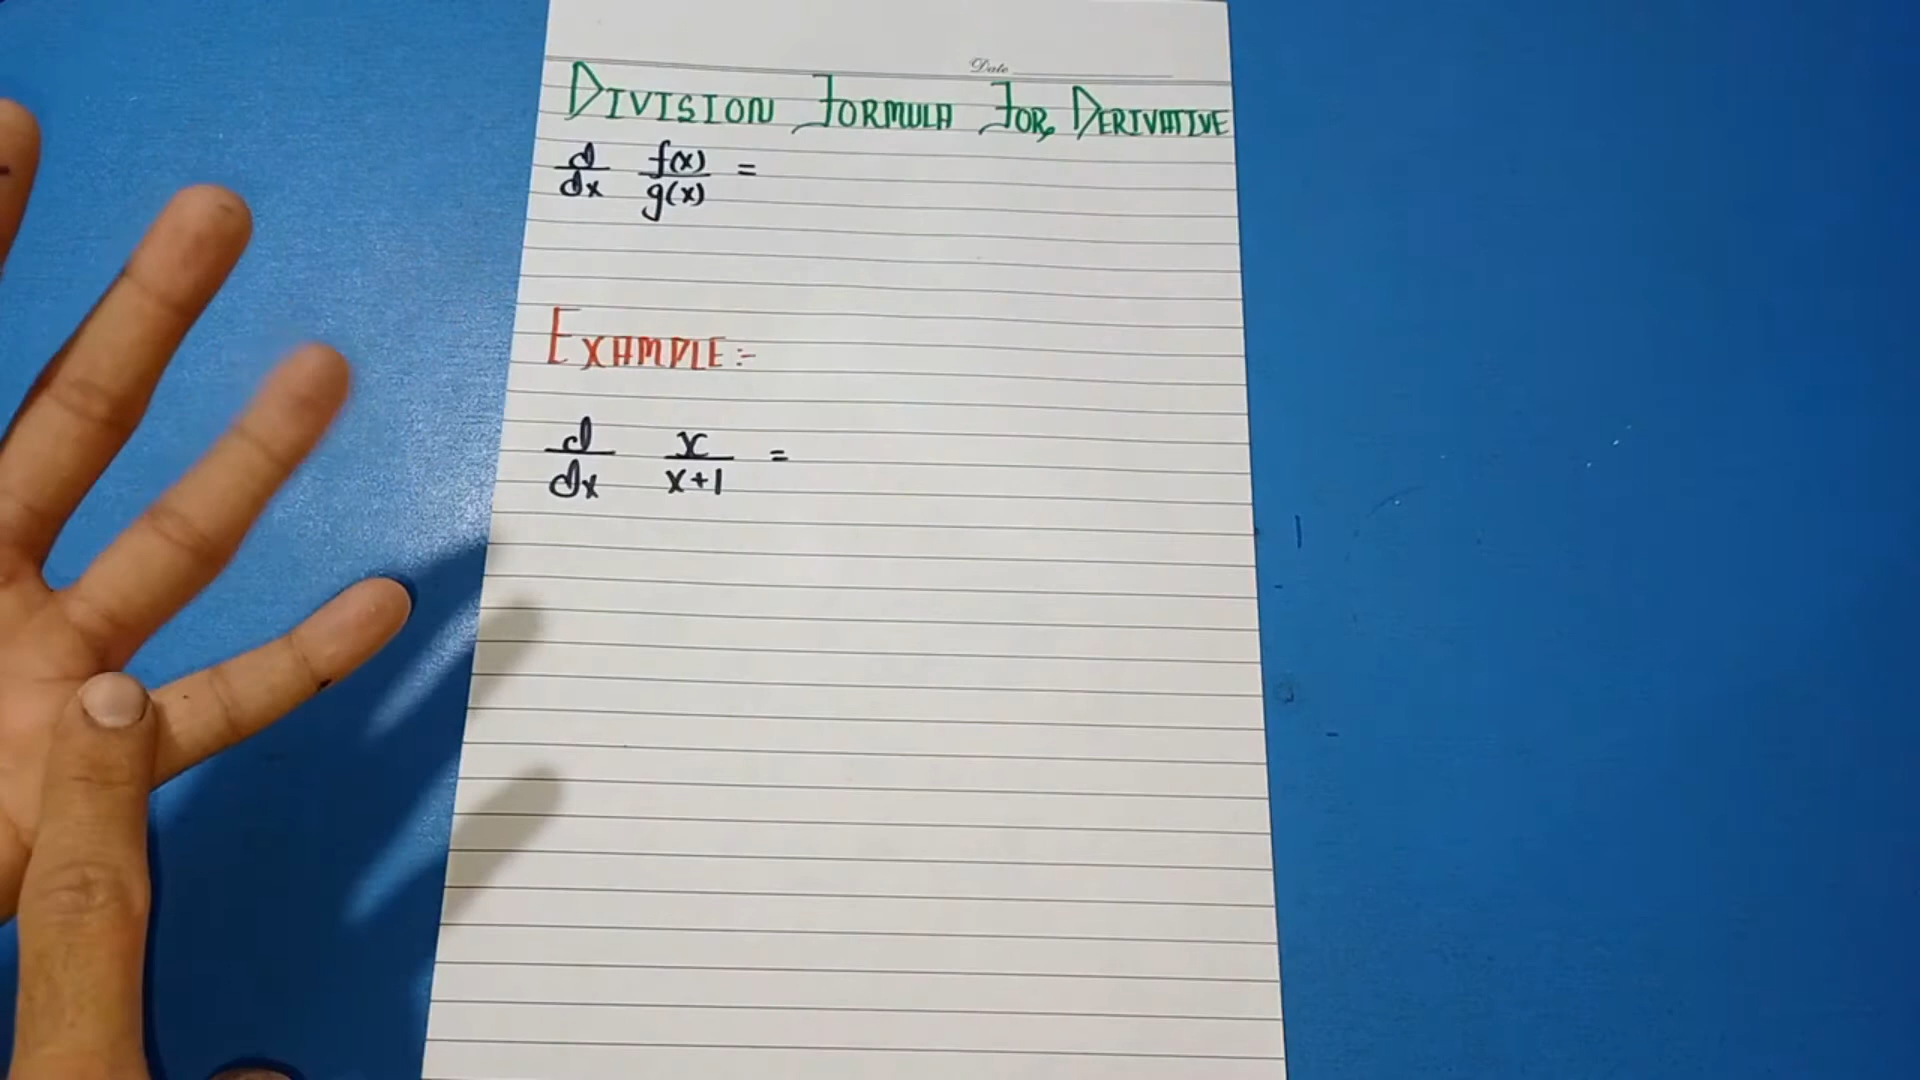 Date
DIVISION FORMULA FOR DERIVATIVE
d/dx f(x)/g(x) =
EXAMPLE:-
d/dx x/x+1 =